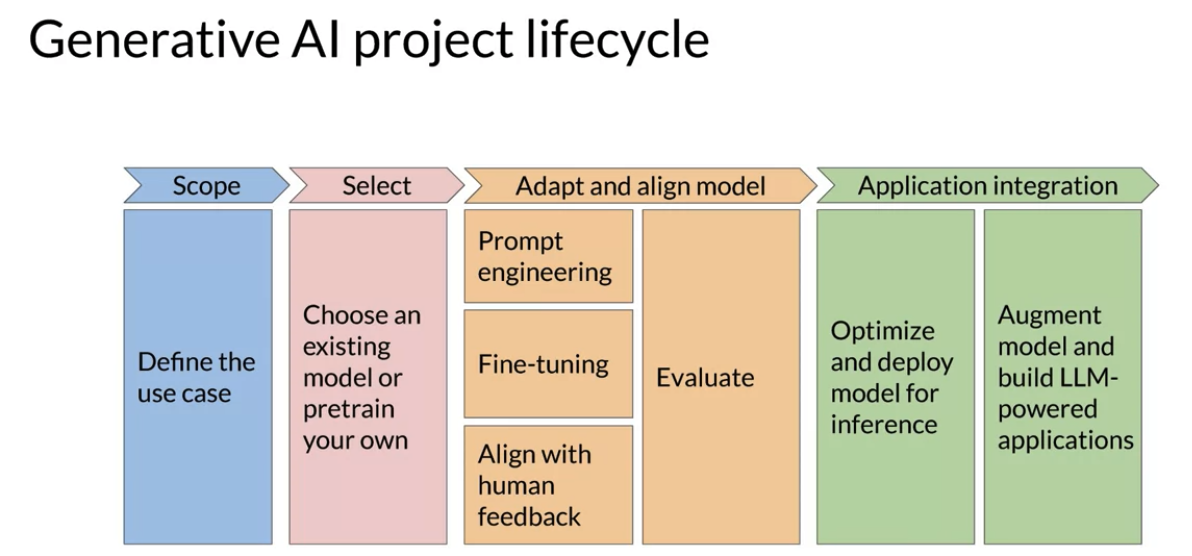 Generative AI project lifecycle
Scope
Select
Adapt and align model
Application integration
Define the
use case
Choose an
existing
model or
pretrain
your own
Prompt
engineering
Fine-tuning
Align with
human
feedback
Evaluate
Optimize
and deploy
model for
inference
Augment
model and
build LLM-
powered
applications